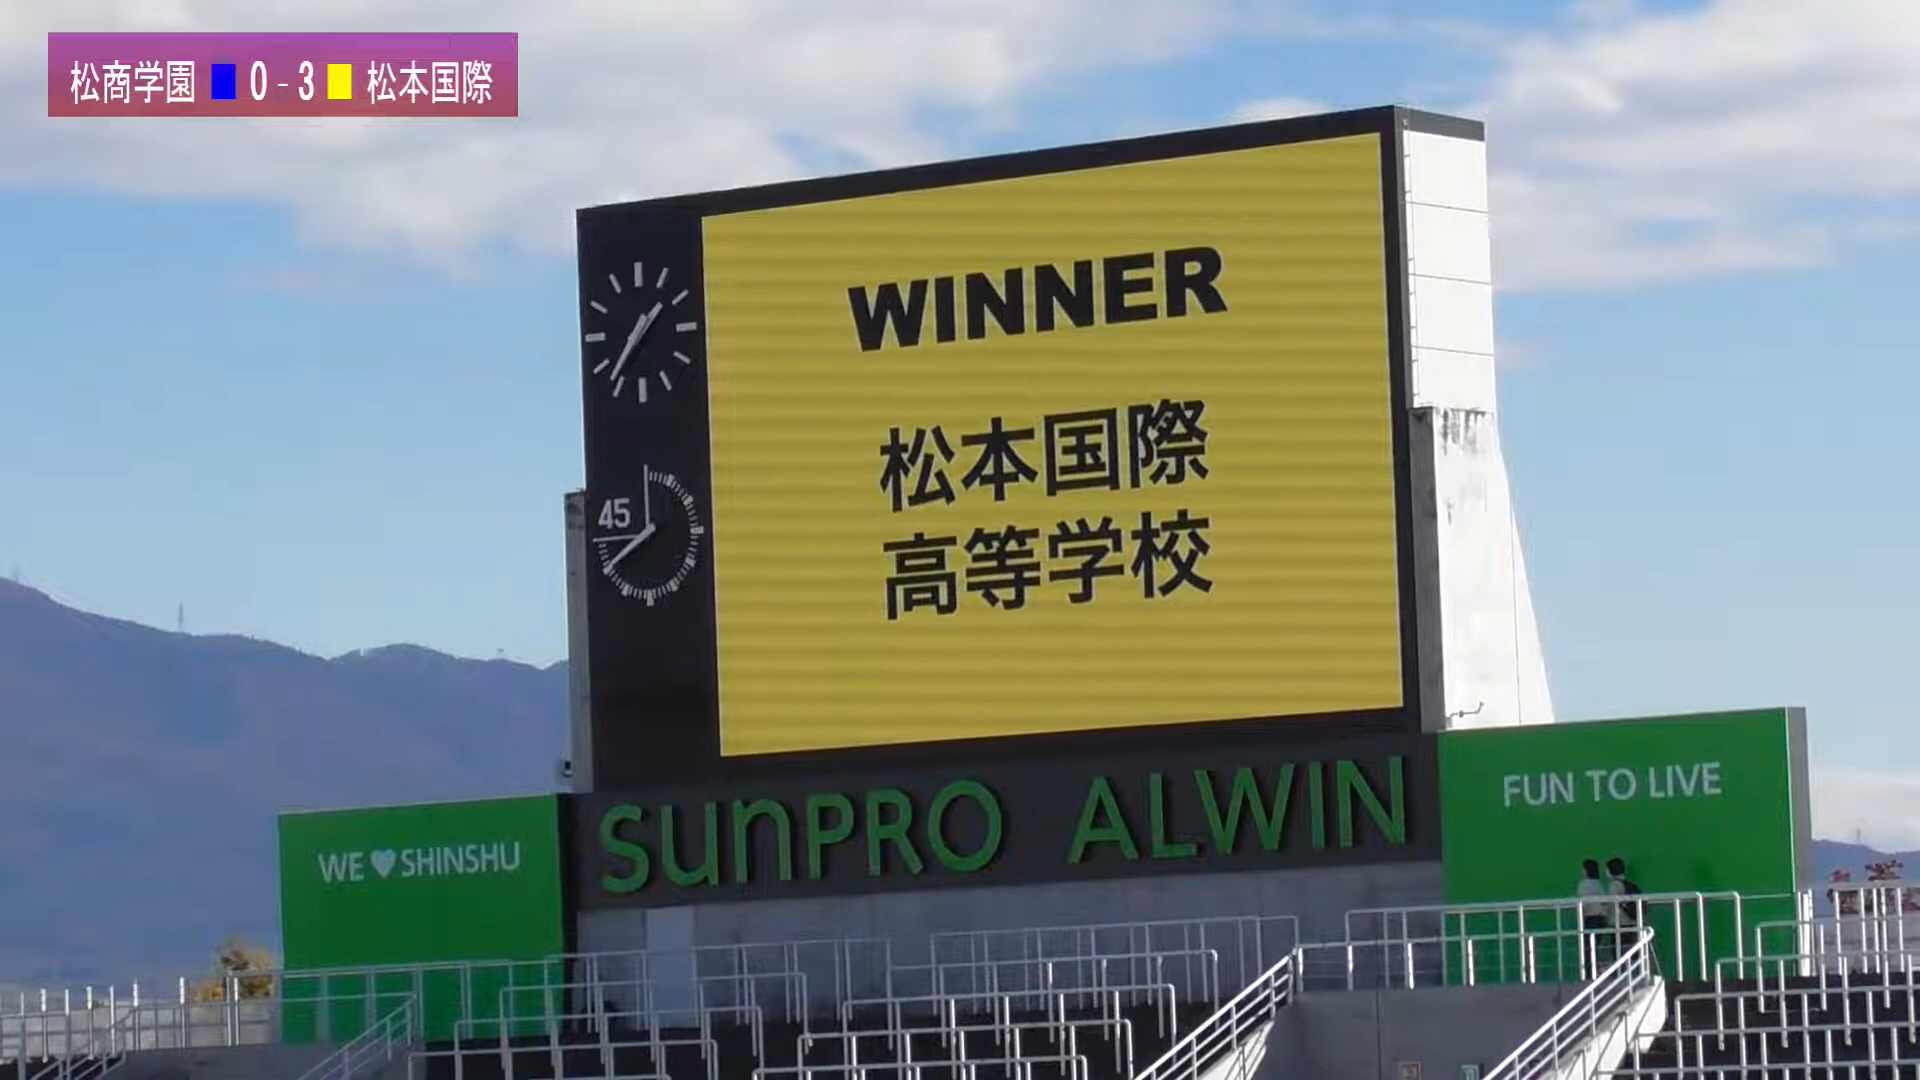 松商学園 0 - 3 松本国際
WINNER
松本国際
高等学校
45
SUNPRO ALWIN
WE ♥ SHINSHU
FUN TO LIVE